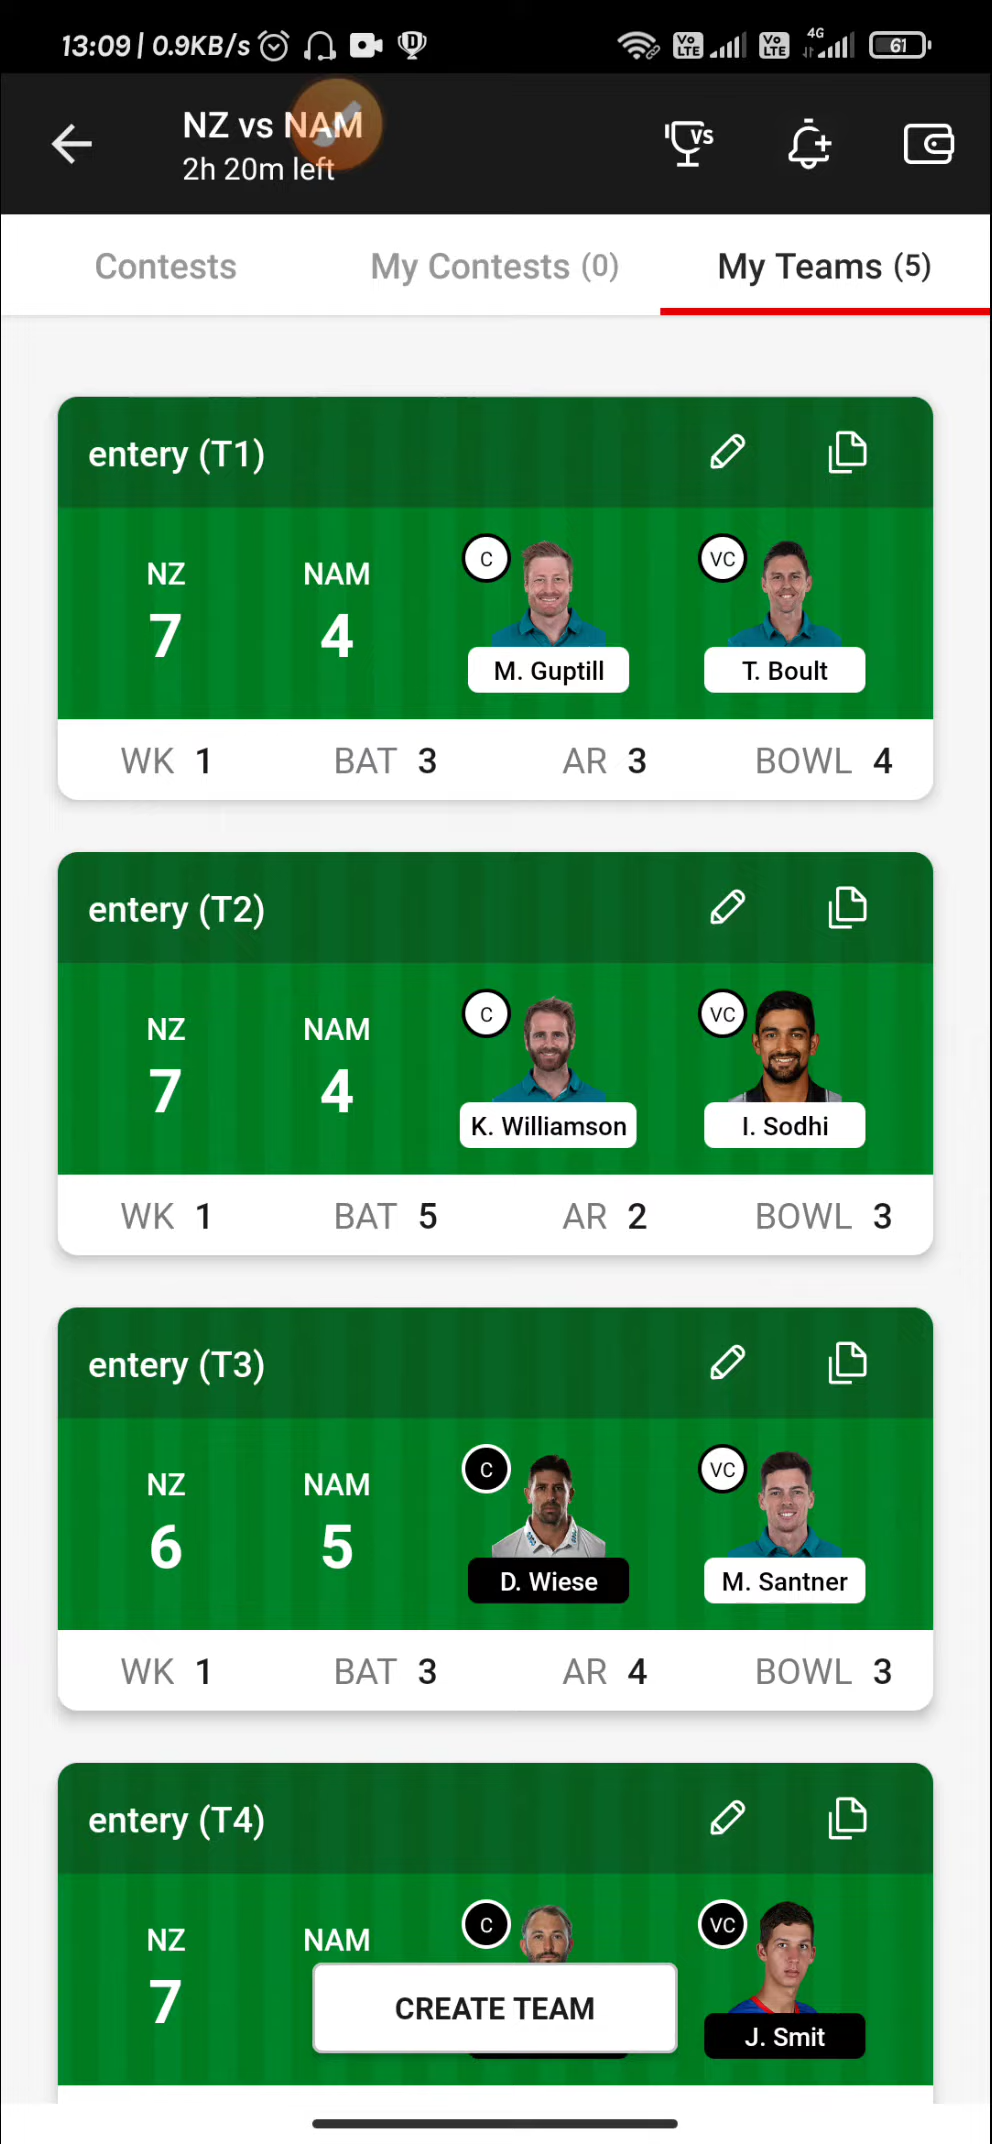 13:09 | 0.9KB/s
Vo LTE
Vo LTE
4G
61
NZ vs NAM
2h 20m left
VS
Contests
My Contests (0)
My Teams (5)
entery (T1)
NZ
NAM
C
VC
7
4
M. Guptill
T. Boult
WK 1
BAT 3
AR 3
BOWL 4
entery (T2)
NZ
NAM
C
VC
7
4
K. Williamson
I. Sodhi
WK 1
BAT 5
AR 2
BOWL 3
entery (T3)
NZ
NAM
C
VC
6
5
D. Wiese
M. Santner
WK 1
BAT 3
AR 4
BOWL 3
entery (T4)
NZ
NAM
C
VC
7
CREATE TEAM
J. Smit